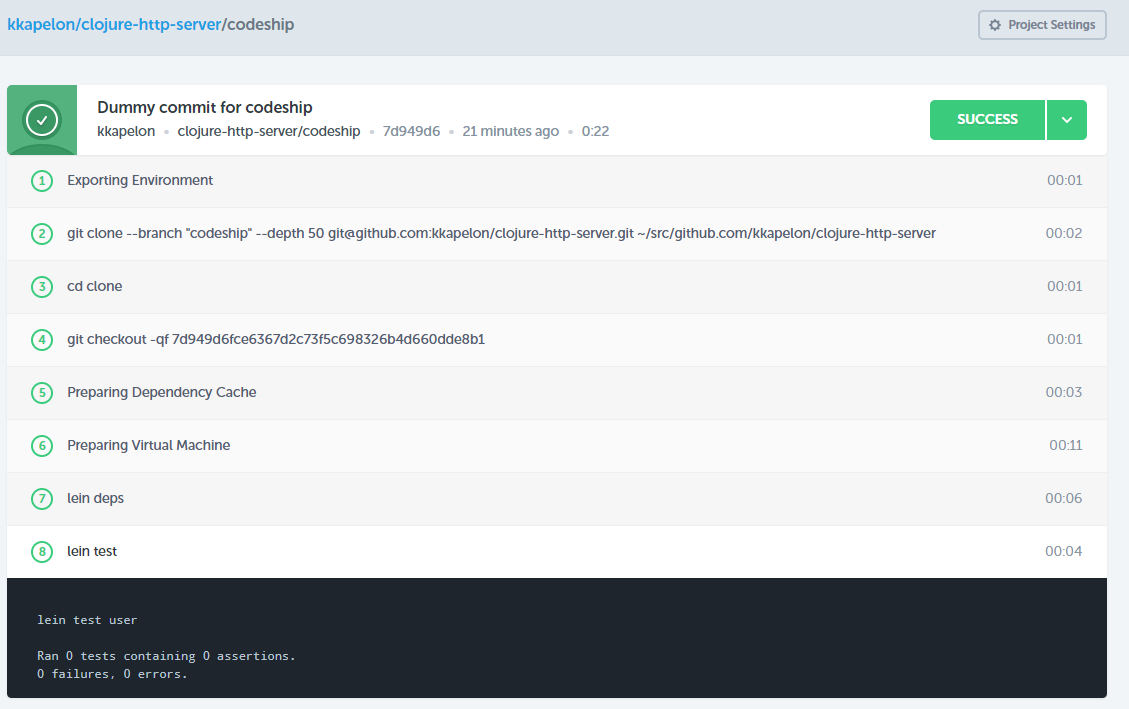 kkapelon/clojure-http-server/codeship
Project Settings
Dummy commit for codeship
kkapelon • clojure-http-server/codeship • 7d949d6 • 21 minutes ago • 0:22
SUCCESS
1 Exporting Environment 00:01
2 git clone --branch "codeship" --depth 50 git@github.com:kkapelon/clojure-http-server.git ~/src/github.com/kkapelon/clojure-http-server 00:02
3 cd clone 00:01
4 git checkout -qf 7d949d6fce6367d2c73f5c698326b4d660dde8b1 00:01
5 Preparing Dependency Cache 00:03
6 Preparing Virtual Machine 00:11
7 lein deps 00:06
8 lein test 00:04
lein test user
Ran 0 tests containing 0 assertions.
0 failures, 0 errors.